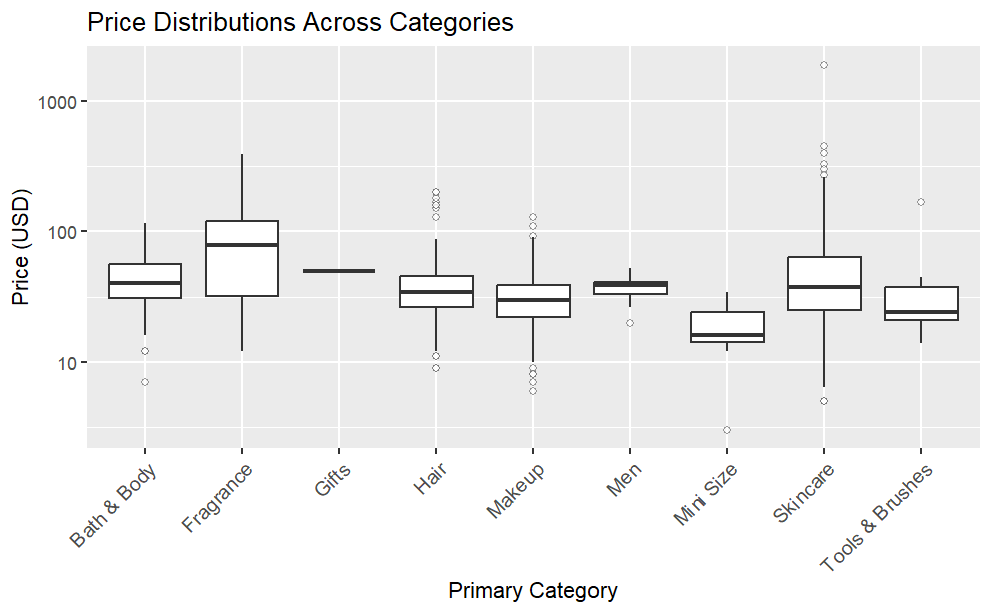 Price Distributions Across Categories
Price (USD)
1000
100
10
Bath & Body
Fragrance
Gifts
Hair
Makeup
Men
Mini Size
Skincare
Tools & Brushes
Primary Category